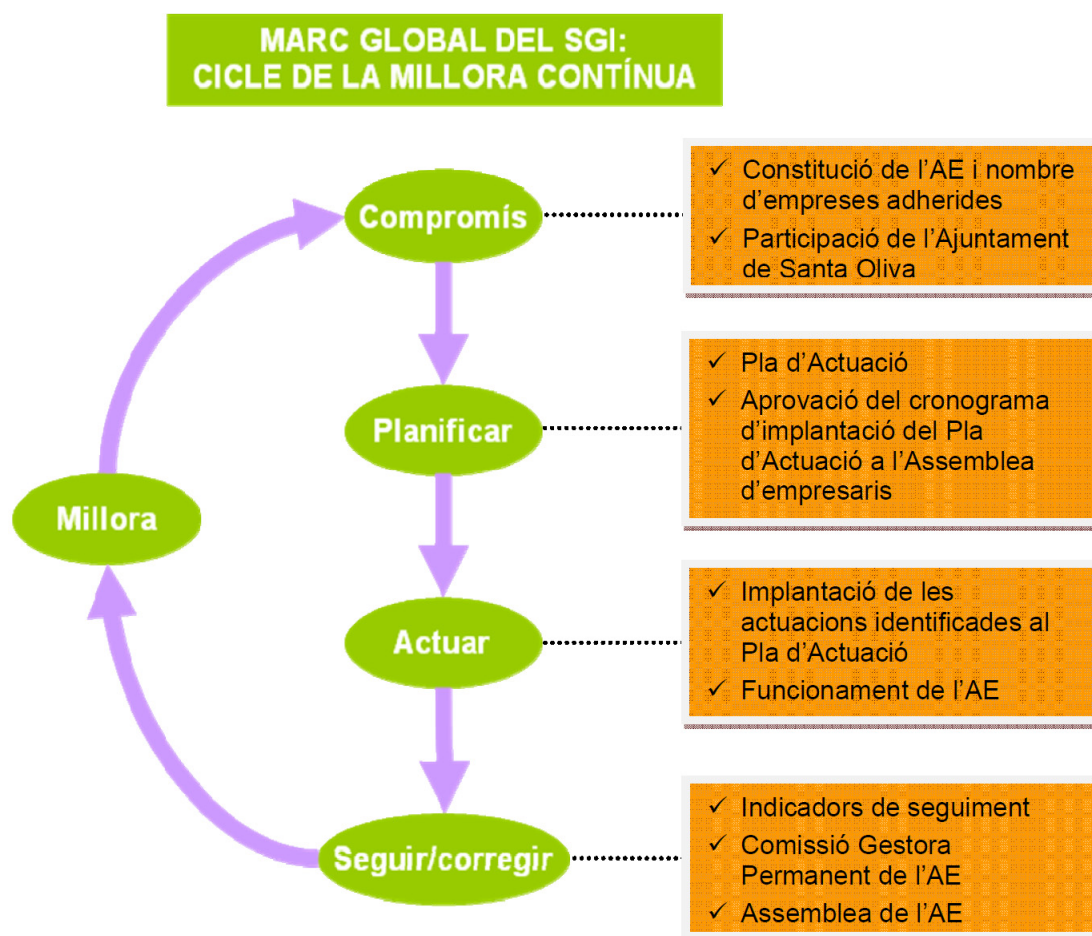 MARC GLOBAL DEL SGI:
CICLE DE LA MILLORA CONTÍNUA
Compromís
✓ Constitució de l’AE i nombre
d’empreses adherides
✓ Participació de l’Ajuntament
de Santa Oliva
Planificar
✓ Pla d’Actuació
✓ Aprovació del cronograma
d’implantació del Pla
d’Actuació a l’Assemblea
d’empresaris
Millora
Actuar
✓ Implantació de les
actuacions identificades al
Pla d’Actuació
✓ Funcionament de l’AE
Seguir/corregir
✓ Indicadors de seguiment
✓ Comissió Gestora
Permanent de l’AE
✓ Assemblea de l’AE